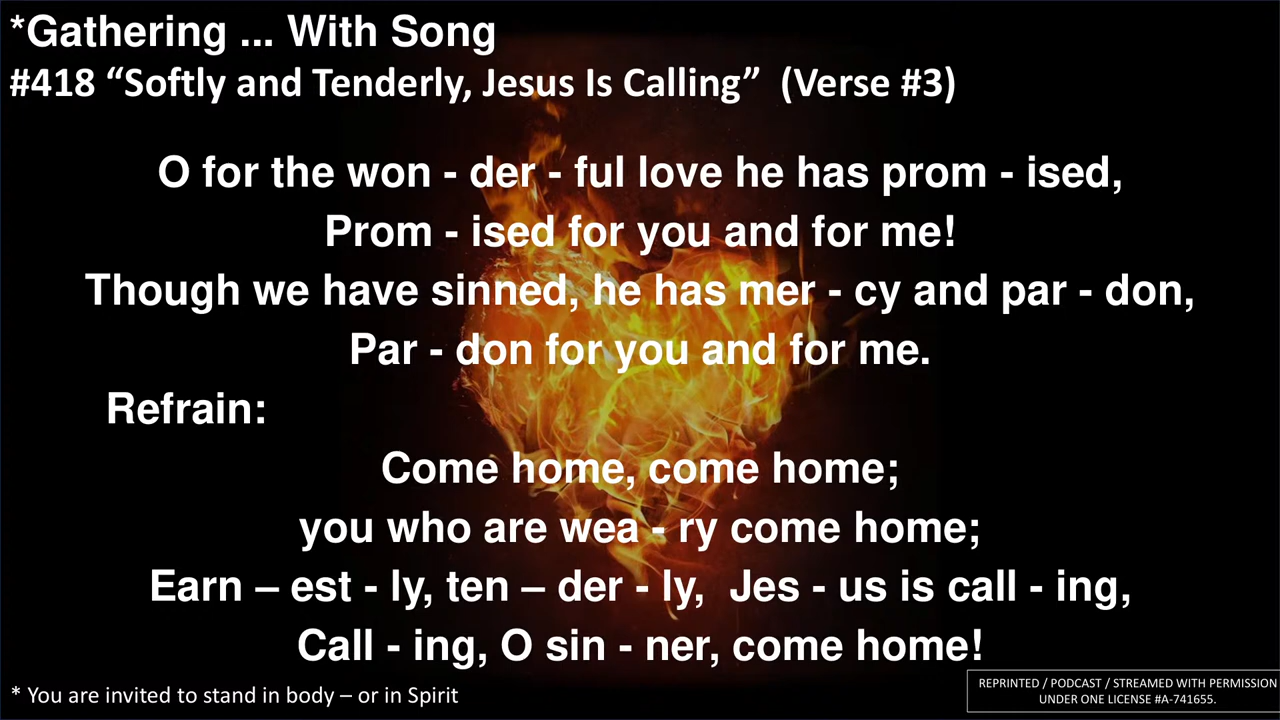 *Gathering ... With Song
#418 “Softly and Tenderly, Jesus Is Calling”  (Verse #3)
O for the won - der - ful love he has prom - ised,
Prom - ised for you and for me!
Though we have sinned, he has mer - cy and par - don,
Par - don for you and for me.
Refrain:
Come home, come home;
you who are wea - ry come home;
Earn – est - ly, ten – der - ly,  Jes - us is call - ing,
Call - ing, O sin - ner, come home!
* You are invited to stand in body – or in Spirit
REPRINTED / PODCAST / STREAMED WITH PERMISSION
UNDER ONE LICENSE #A-741655.